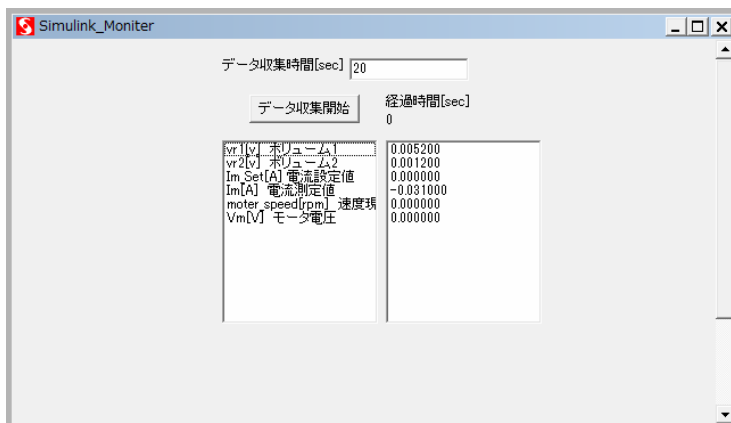 Simulink_Moniter
データ収集時間[sec] 20
データ収集開始
経過時間[sec]
0
vr1[v] ボリューム1 0.005200
vr2[v] ボリューム2 0.001200
Im_Set[A] 電流設定値 0.000000
Im[A] 電流測定値 -0.031000
moter_speed[rpm] 速度現 0.000000
Vm[V] モータ電圧 0.000000